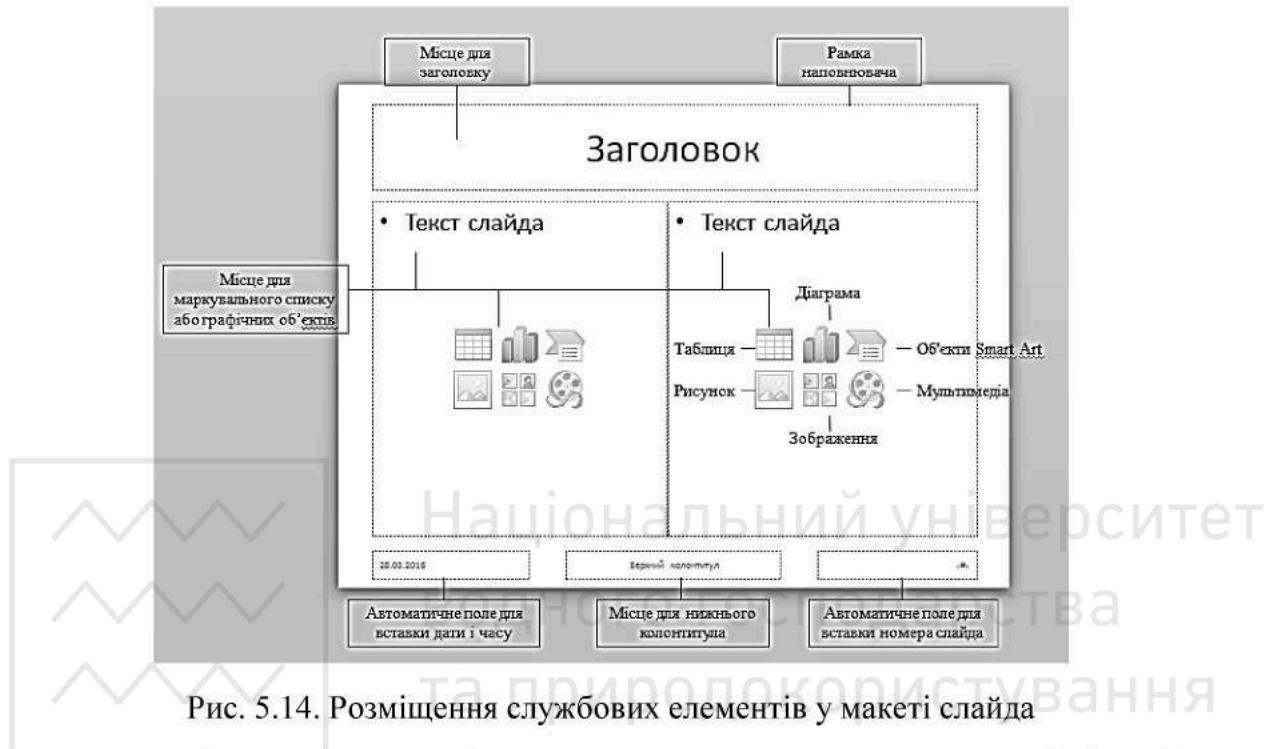 Місце для
заголовку
Рамка
наповнювача
Заголовок
• Текст слайда
• Текст слайда
Місце для
маркувального списку
або графічних об'єктів
Діаграма
Таблиця
Об'єкти Smart Art
Рисунок
Мультимедіа
Зображення
Національний університет
28.03.2016
Верхний колонтитул
‹#›
водного господарства
Автоматичне поле для
вставки дати і часу
Місце для нижнього
колонтитула
Автоматичне поле для
вставки номера слайда
та природокористування
Рис. 5.14. Розміщення службових елементів у макеті слайда